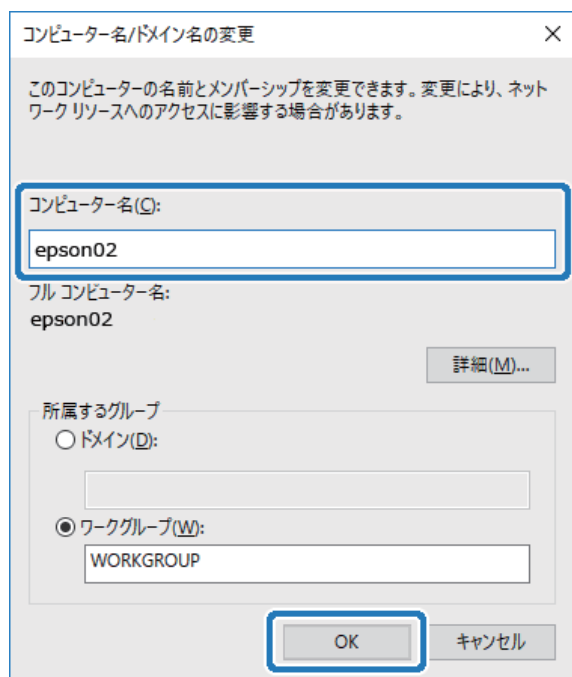 コンピューター名/ドメイン名の変更
このコンピューターの名前とメンバーシップを変更できます。変更により、ネット
ワーク リソースへのアクセスに影響する場合があります。
コンピューター名(C):
epson02
フル コンピューター名:
epson02
詳細(M)...
所属するグループ
ドメイン(D):
ワークグループ(W):
WORKGROUP
OK
キャンセル